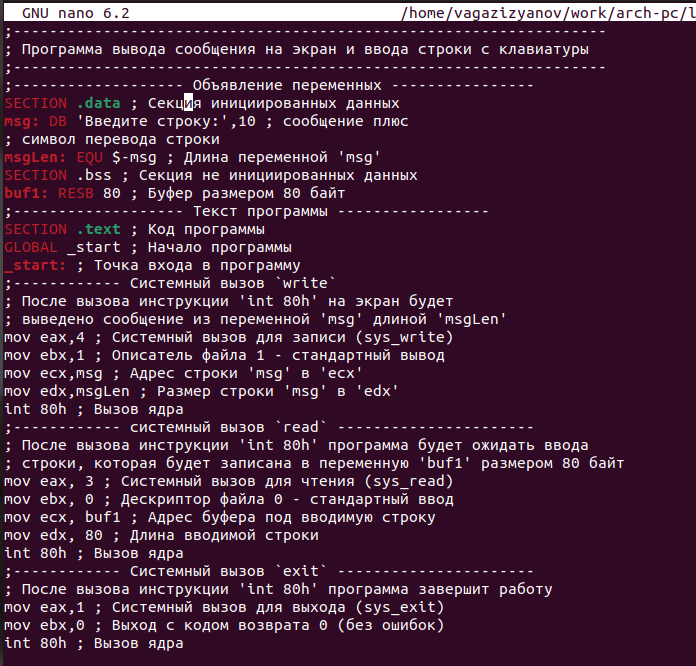 GNU nano 6.2 /home/vagazizyanov/work/arch-pc/l
;------------------------------------------------------------------
; Программа вывода сообщения на экран и ввода строки с клавиатуры
;------------------------------------------------------------------
;------------------- Объявление переменных ----------------
SECTION .data ; Секция инициированных данных
msg: DB 'Введите строку:',10 ; сообщение плюс
; символ перевода строки
msgLen: EQU $-msg ; Длина переменной 'msg'
SECTION .bss ; Секция не инициированных данных
buf1: RESB 80 ; Буфер размером 80 байт
;------------------- Текст программы -----------------
SECTION .text ; Код программы
GLOBAL _start ; Начало программы
_start: ; Точка входа в программу
;------------ Cистемный вызов `write`
; После вызова инструкции 'int 80h' на экран будет
; выведено сообщение из переменной 'msg' длиной 'msgLen'
mov eax,4 ; Системный вызов для записи (sys_write)
mov ebx,1 ; Описатель файла 1 - стандартный вывод
mov ecx,msg ; Адрес строки 'msg' в 'ecx'
mov edx,msgLen ; Размер строки 'msg' в 'edx'
int 80h ; Вызов ядра
;------------ системный вызов `read` ----------------------
; После вызова инструкции 'int 80h' программа будет ожидать ввода
; строки, которая будет записана в переменную 'buf1' размером 80 байт
mov eax, 3 ; Системный вызов для чтения (sys_read)
mov ebx, 0 ; Дескриптор файла 0 - стандартный ввод
mov ecx, buf1 ; Адрес буфера под вводимую строку
mov edx, 80 ; Длина вводимой строки
int 80h ; Вызов ядра
;------------ Системный вызов `exit` ----------------------
; После вызова инструкции 'int 80h' программа завершит работу
mov eax,1 ; Системный вызов для выхода (sys_exit)
mov ebx,0 ; Выход с кодом возврата 0 (без ошибок)
int 80h ; Вызов ядра